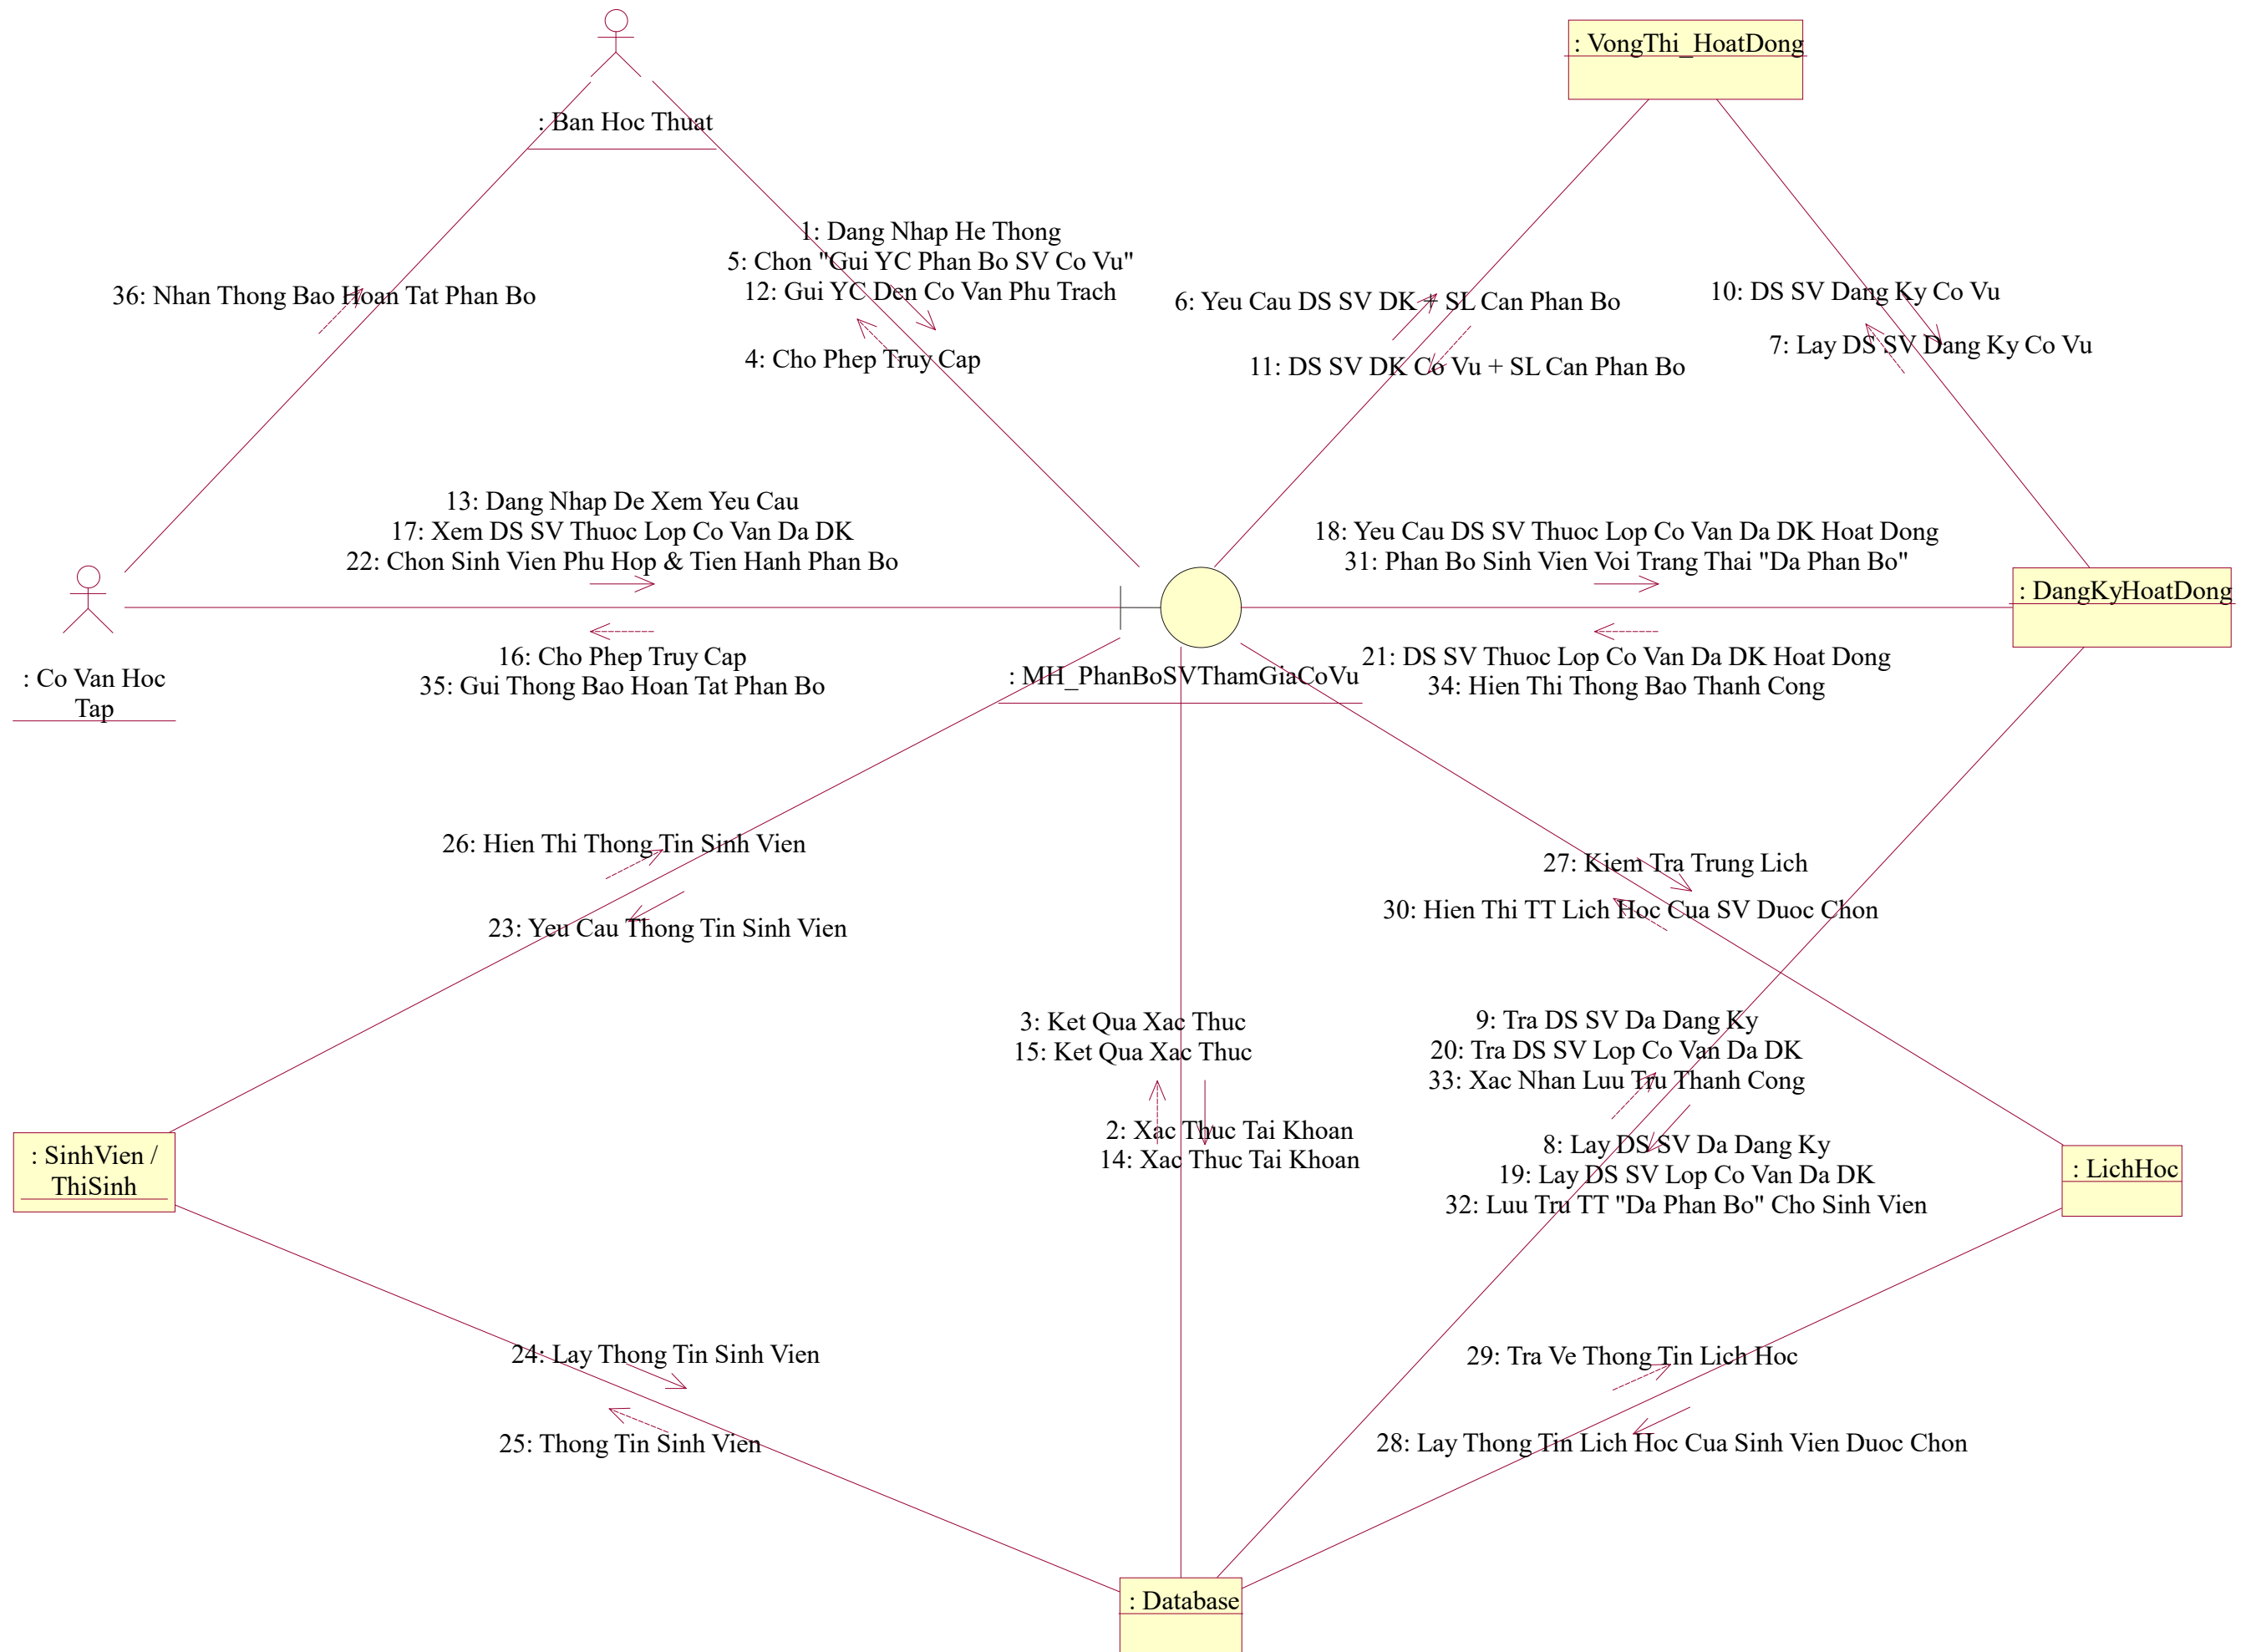 : VongThi_HoatDong
: Ban Hoc Thuat
1: Dang Nhap He Thong
5: Chon "Gui YC Phan Bo SV Co Vu"
12: Gui YC Den Co Van Phu Trach
4: Cho Phep Truy Cap
36: Nhan Thong Bao Hoan Tat Phan Bo
6: Yeu Cau DS SV DK + SL Can Phan Bo
11: DS SV DK Co Vu + SL Can Phan Bo
10: DS SV Dang Ky Co Vu
7: Lay DS SV Dang Ky Co Vu
13: Dang Nhap De Xem Yeu Cau
17: Xem DS SV Thuoc Lop Co Van Da DK
22: Chon Sinh Vien Phu Hop & Tien Hanh Phan Bo
18: Yeu Cau DS SV Thuoc Lop Co Van Da DK Hoat Dong
31: Phan Bo Sinh Vien Voi Trang Thai "Da Phan Bo"
: DangKyHoatDong
16: Cho Phep Truy Cap
35: Gui Thong Bao Hoan Tat Phan Bo
21: DS SV Thuoc Lop Co Van Da DK Hoat Dong
34: Hien Thi Thong Bao Thanh Cong
: Co Van Hoc
Tap
: MH_PhanBoSVThamGiaCoVu
26: Hien Thi Thong Tin Sinh Vien
23: Yeu Cau Thong Tin Sinh Vien
27: Kiem Tra Trung Lich
30: Hien Thi TT Lich Hoc Cua SV Duoc Chon
3: Ket Qua Xac Thuc
15: Ket Qua Xac Thuc
2: Xac Thuc Tai Khoan
14: Xac Thuc Tai Khoan
9: Tra DS SV Da Dang Ky
20: Tra DS SV Lop Co Van Da DK
33: Xac Nhan Luu Tru Thanh Cong
8: Lay DS SV Da Dang Ky
19: Lay DS SV Lop Co Van Da DK
32: Luu Tru TT "Da Phan Bo" Cho Sinh Vien
: SinhVien /
ThiSinh
: LichHoc
24: Lay Thong Tin Sinh Vien
25: Thong Tin Sinh Vien
29: Tra Ve Thong Tin Lich Hoc
28: Lay Thong Tin Lich Hoc Cua Sinh Vien Duoc Chon
: Database